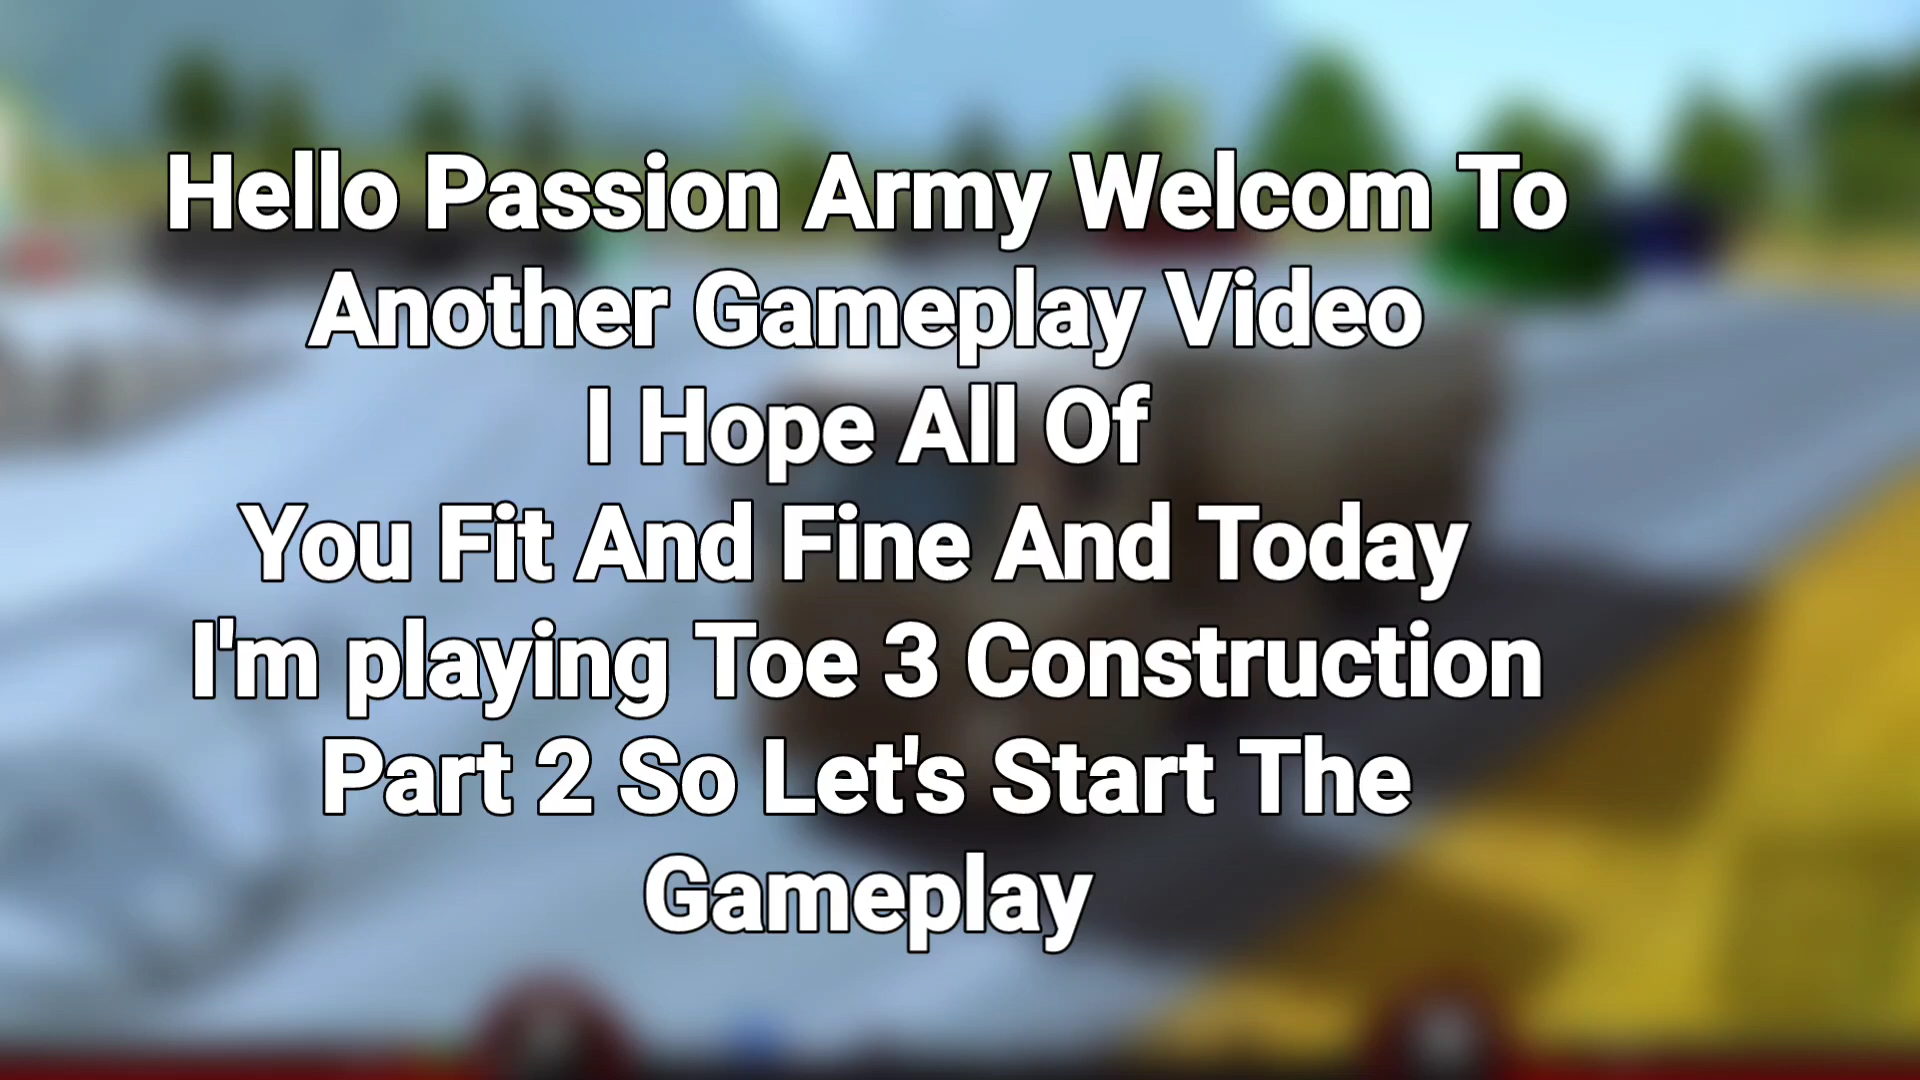 Hello Passion Army Welcom To
Another Gameplay Video
I Hope All Of
You Fit And Fine And Today
I'm playing Toe 3 Construction
Part 2 So Let's Start The
Gameplay